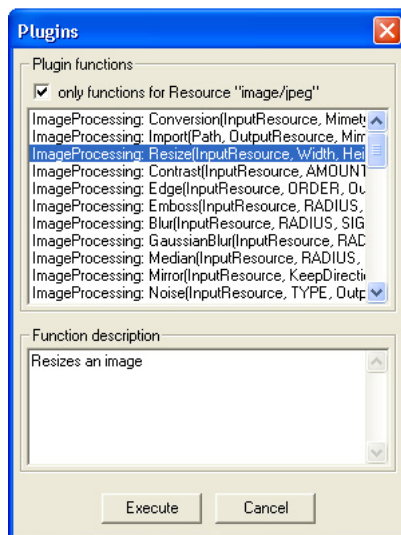 Plugins
Plugin functions
only functions for Resource "image/jpeg"
ImageProcessing: Conversion(InputResource, Mimety
ImageProcessing: Import(Path, OutputResource, Mim
ImageProcessing: Resize(InputResource, Width, Hei
ImageProcessing: Contrast(InputResource, AMOUNT
ImageProcessing: Edge(InputResource, ORDER, Ou
ImageProcessing: Emboss(InputResource, RADIUS,
ImageProcessing: Blur(InputResource, RADIUS, SIG
ImageProcessing: GaussianBlur(InputResource, RAD
ImageProcessing: Median(InputResource, RADIUS,
ImageProcessing: Mirror(InputResource, KeepDirecti
ImageProcessing: Noise(InputResource, TYPE, Outp
Function description
Resizes an image
Execute Cancel